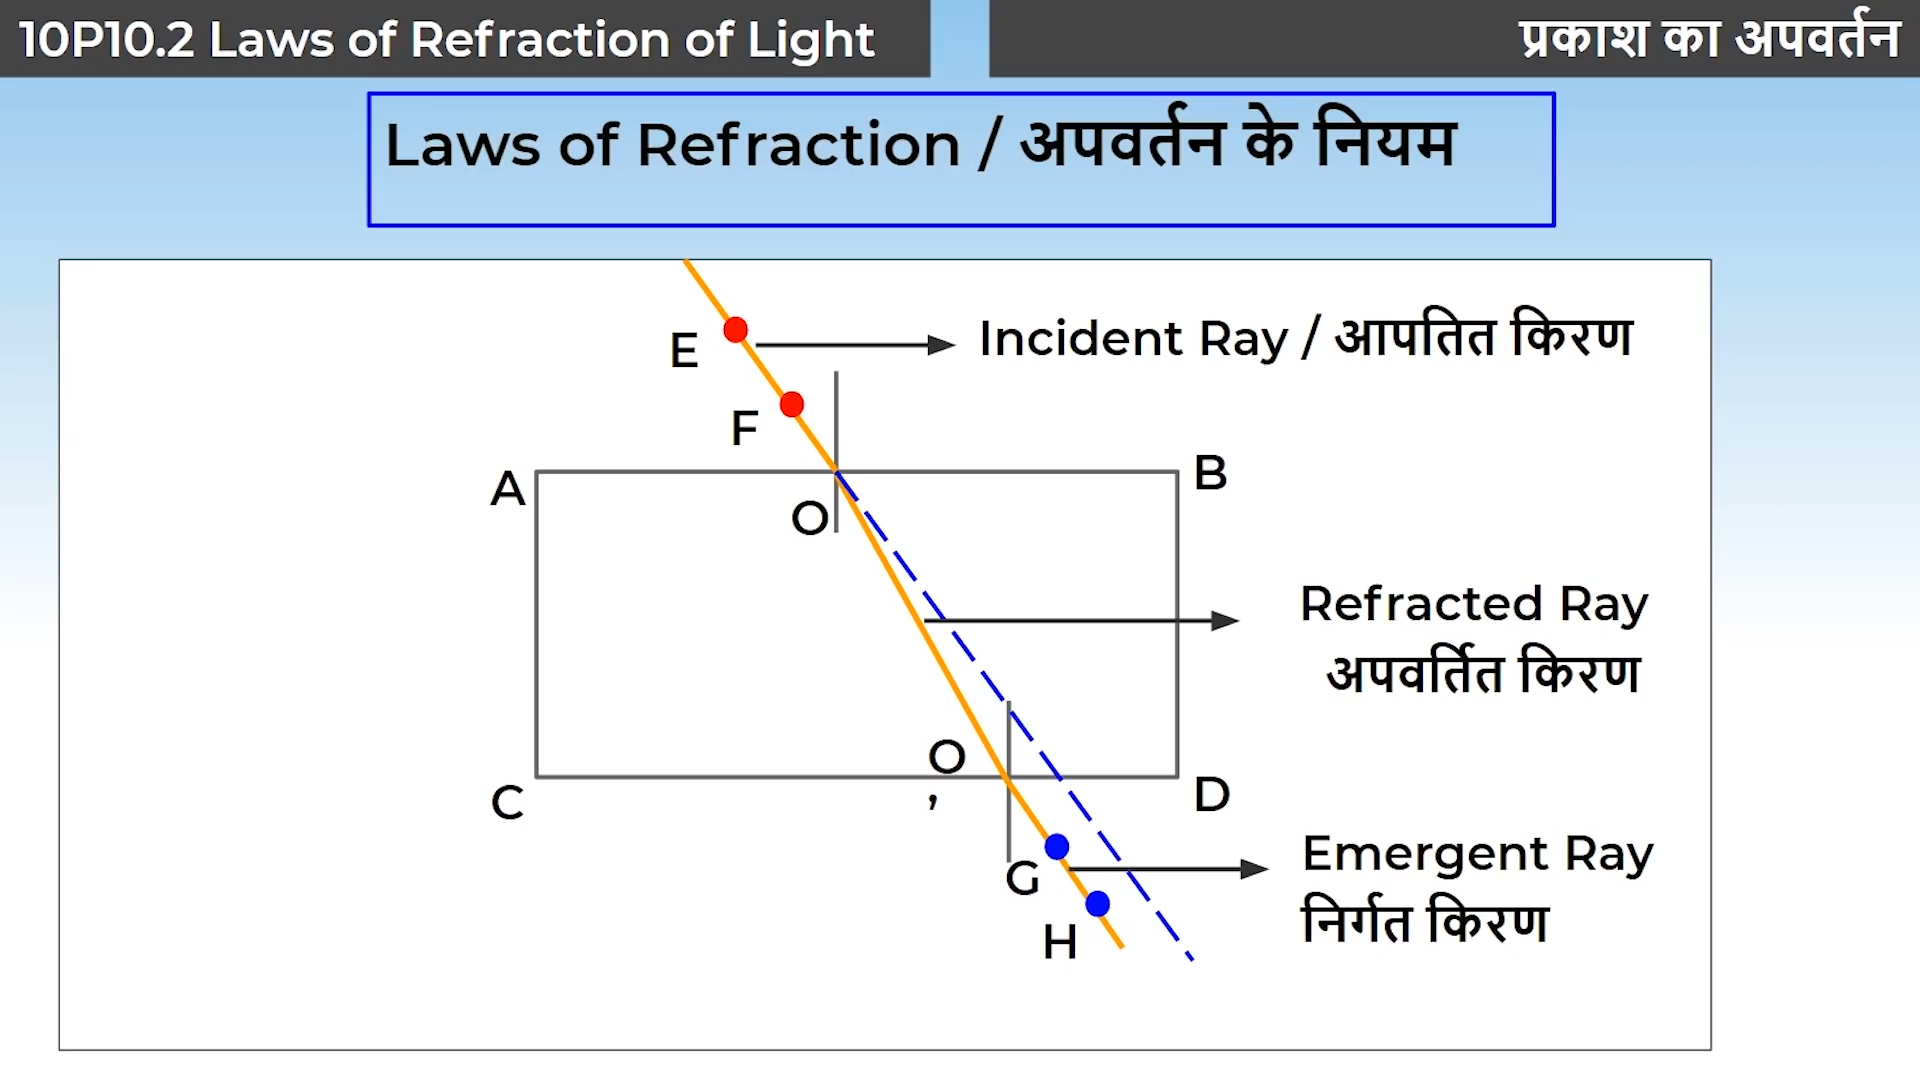 10P10.2 Laws of Refraction of Light
प्रकाश का अपवर्तन
Laws of Refraction / अपवर्तन के नियम
E
Incident Ray / आपतित किरण
F
A
B
O
Refracted Ray
अपवर्तित किरण
O
’
C
D
G
Emergent Ray
निर्गत किरण
H